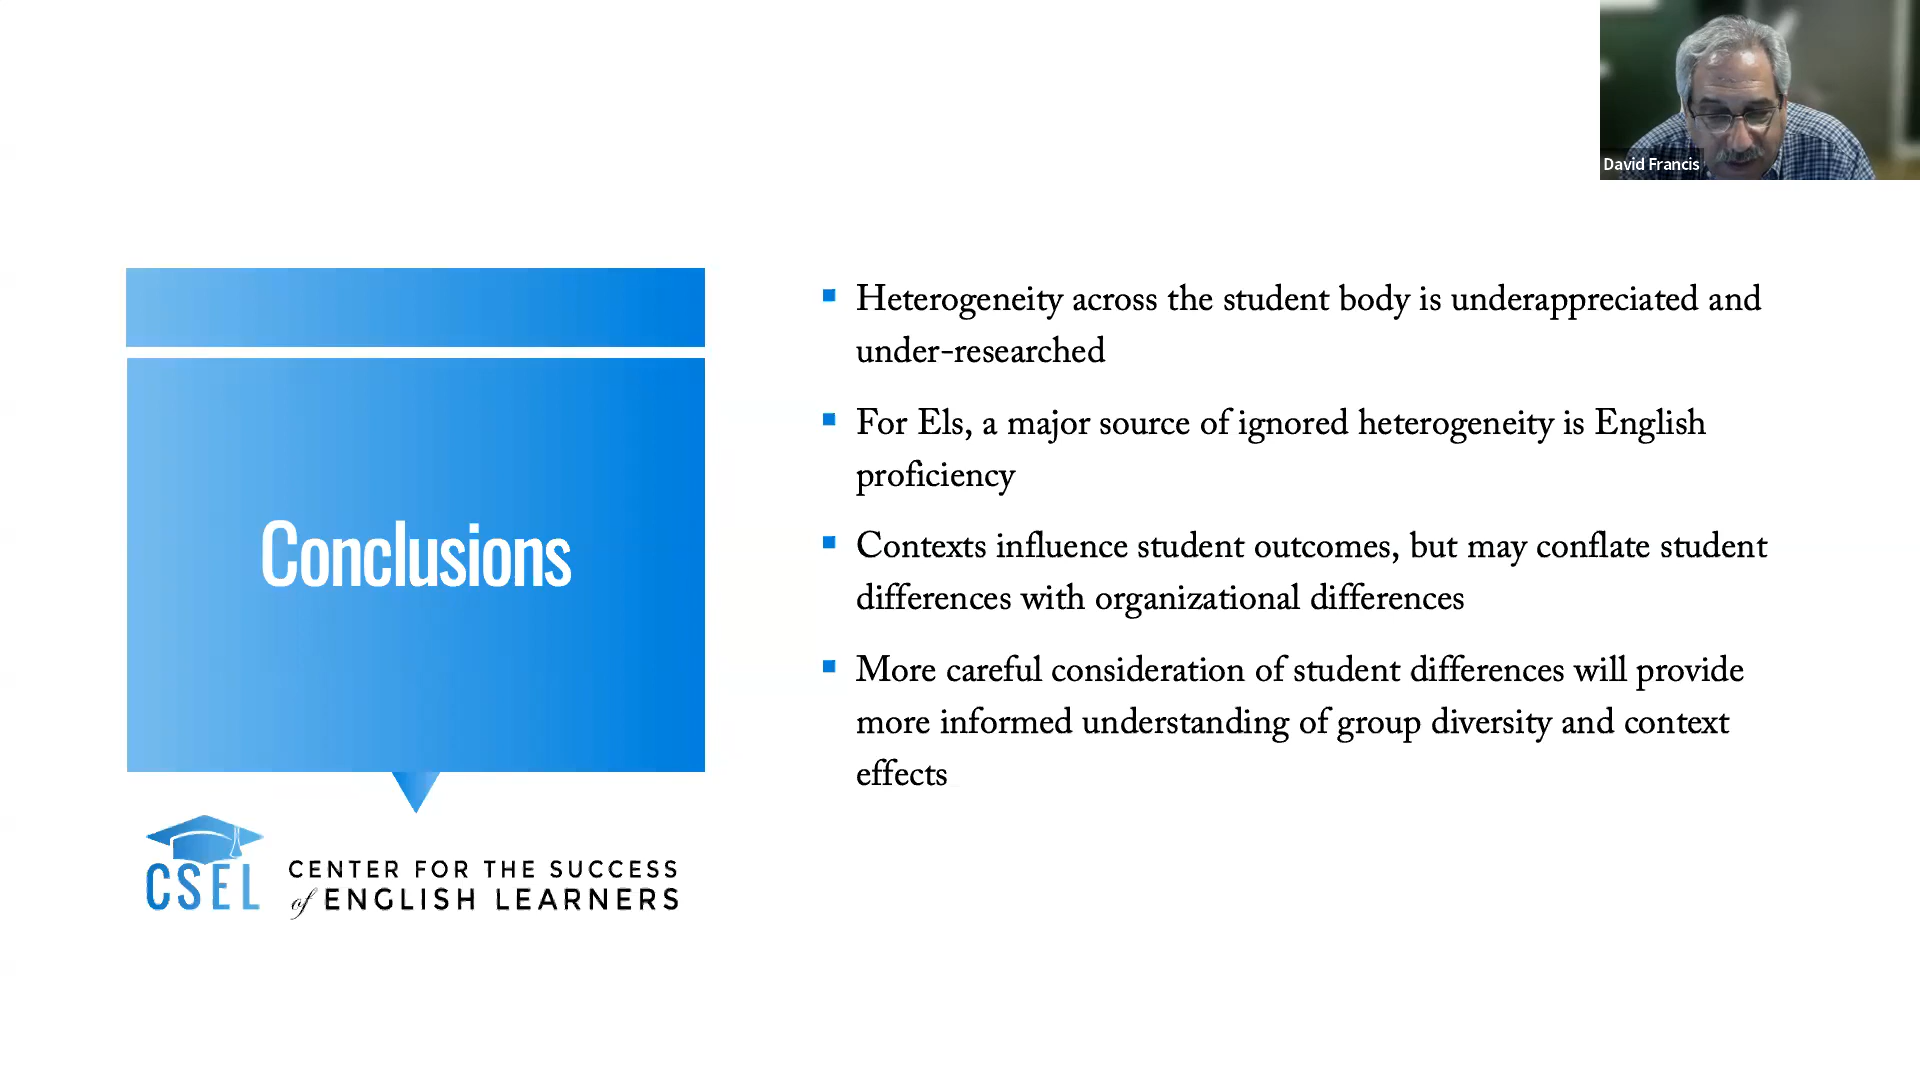 David Francis
Conclusions
Heterogeneity across the student body is underappreciated and
under-researched
For Els, a major source of ignored heterogeneity is English
proficiency
Contexts influence student outcomes, but may conflate student
differences with organizational differences
More careful consideration of student differences will provide
more informed understanding of group diversity and context
effects
CSEL
CENTER FOR THE SUCCESS
of ENGLISH LEARNERS